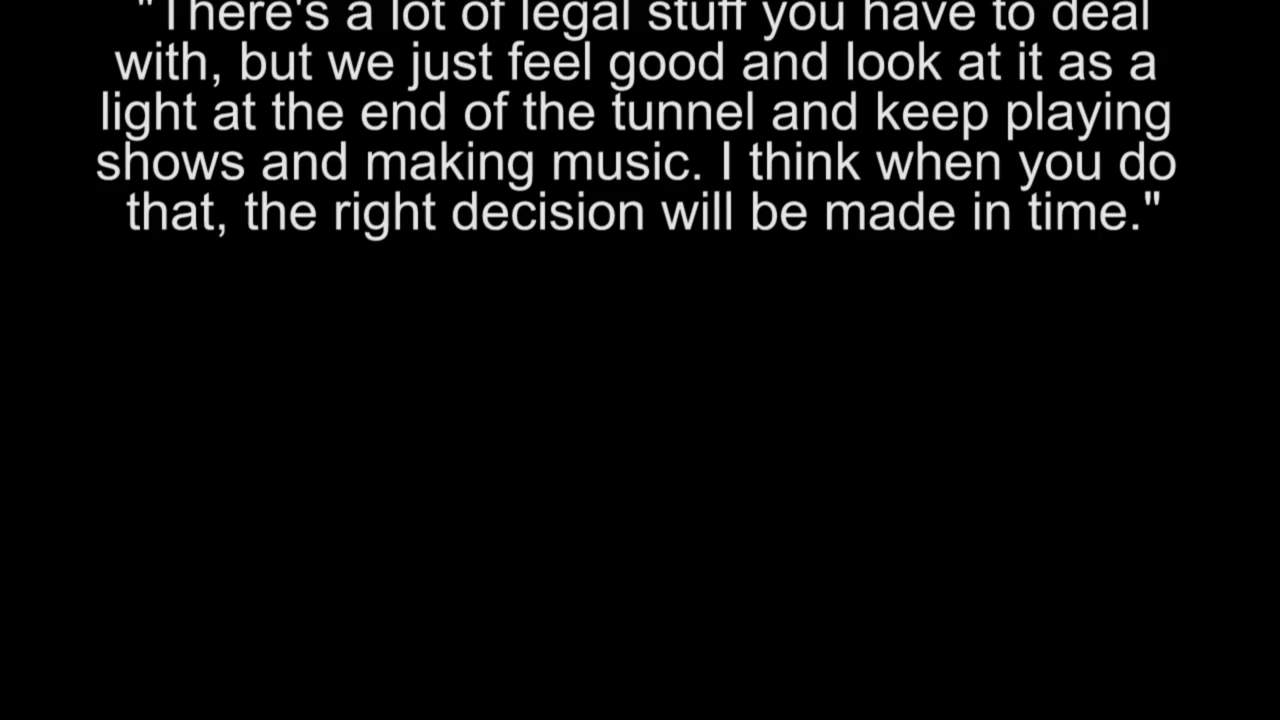 "There's a lot of legal stuff you have to deal
with, but we just feel good and look at it as a
light at the end of the tunnel and keep playing
shows and making music. I think when you do
that, the right decision will be made in time."